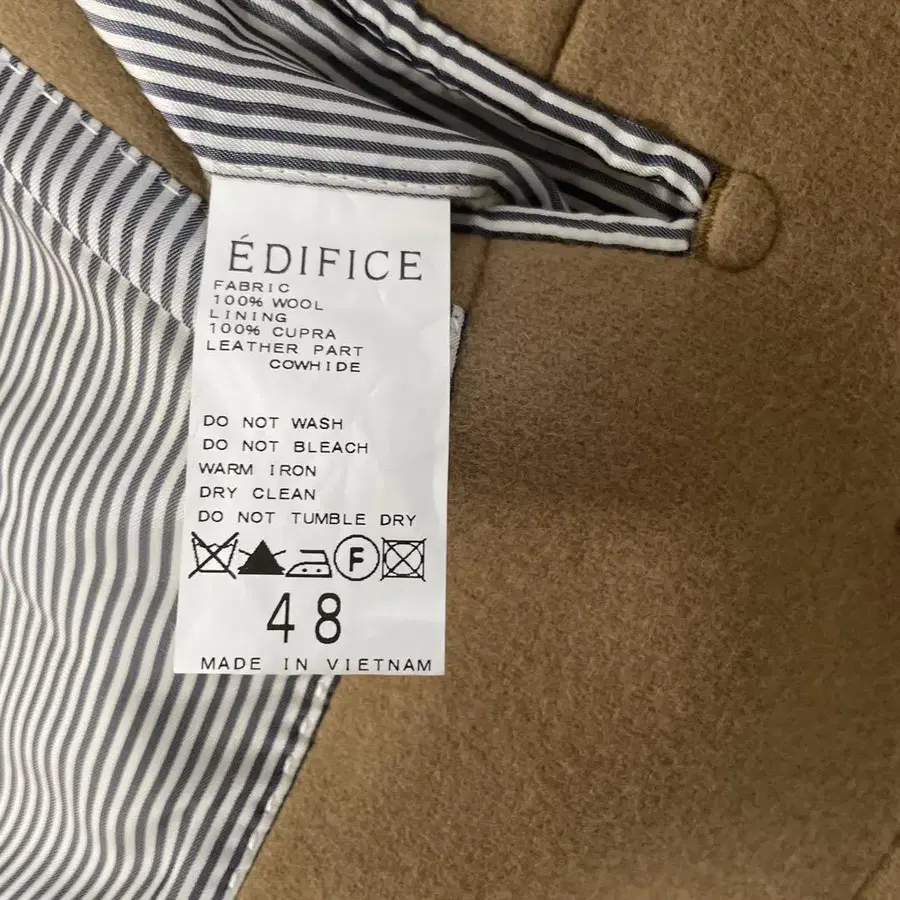 ÉDIFICE
FABRIC
100% WOOL
LINING
100% CUPRA
LEATHER PART
COWHIDE
DO NOT WASH
DO NOT BLEACH
WARM IRON
DRY CLEAN
DO NOT TUMBLE DRY
F
48
MADE IN VIETNAM